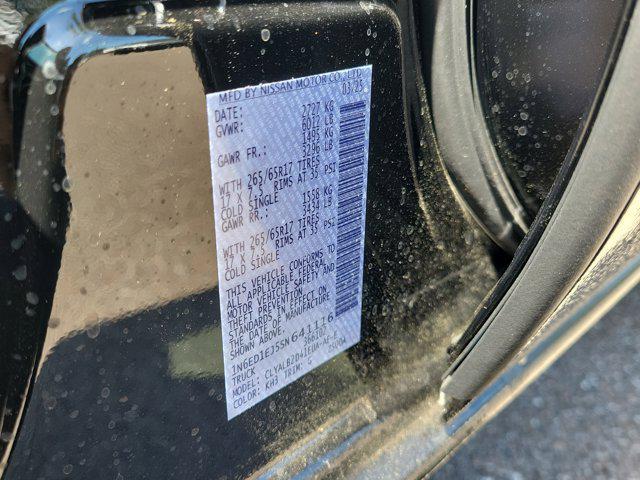 MFD BY NISSAN MOTOR CO.,LTD.
DATE: 03/25
GVWR: 2727 KG
6012 LB
GAWR FR.: 1495 KG
3296 LB
WITH 265/65R17 TIRES
17 X 7.5 RIMS AT 35 PSI
COLD SINGLE
GAWR RR.: 1558 KG
3434 LB
WITH 265/65R17 TIRES
17 X 7.5 RIMS AT 35 PSI
COLD SINGLE
THIS VEHICLE CONFORMS TO
ALL APPLICABLE FEDERAL
MOTOR VEHICLE SAFETY AND
THEFT PREVENTION
STANDARDS IN EFFECT ON
THE DATE OF MANUFACTURE
SHOWN ABOVE.
1N6ED1EJ5SN641116
TRUCK
MODEL:
COLOR: KH3 TRIM: G